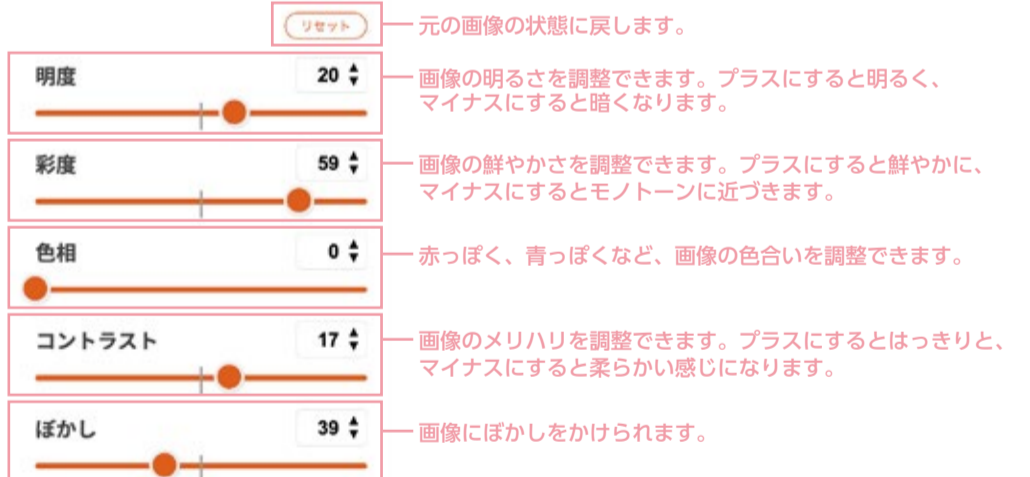 リセット
元の画像の状態に戻します。
明度
20
画像の明るさを調整できます。プラスにすると明るく、
マイナスにすると暗くなります。
彩度
59
画像の鮮やかさを調整できます。プラスにすると鮮やかに、
マイナスにするとモノトーンに近づきます。
色相
0
赤っぽく、青っぽくなど、画像の色合いを調整できます。
コントラスト
17
画像のメリハリを調整できます。プラスにするとはっきりと、
マイナスにすると柔らかい感じになります。
ぼかし
39
画像にぼかしをかけられます。